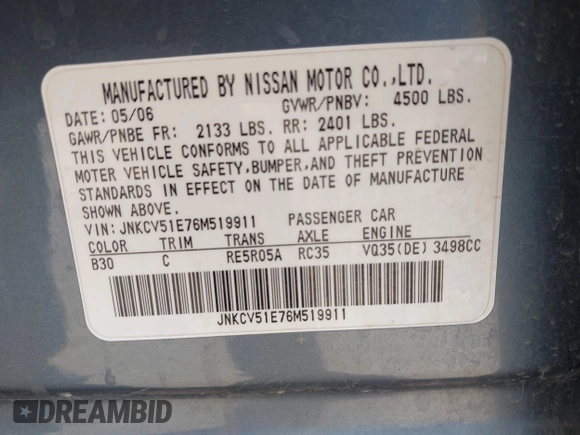 MANUFACTURED BY NISSAN MOTOR CO.,LTD.
DATE: 05/06 GVWR/PNBV: 4500 LBS.
GAWR/PNBE FR: 2133 LBS. RR: 2401 LBS.
THIS VEHICLE CONFORMS TO ALL APPLICABLE FEDERAL
MOTER VEHICLE SAFETY,BUMPER,AND THEFT PREVENTION
STANDARDS IN EFFECT ON THE DATE OF MANUFACTURE
SHOWN ABOVE.
VIN: JNKCV51E76M519911 PASSENGER CAR
COLOR TRIM TRANS AXLE ENGINE
B30 C RE5R05A RC35 VQ35(DE) 3498CC
JNKCV51E76M519911
DREAMBID